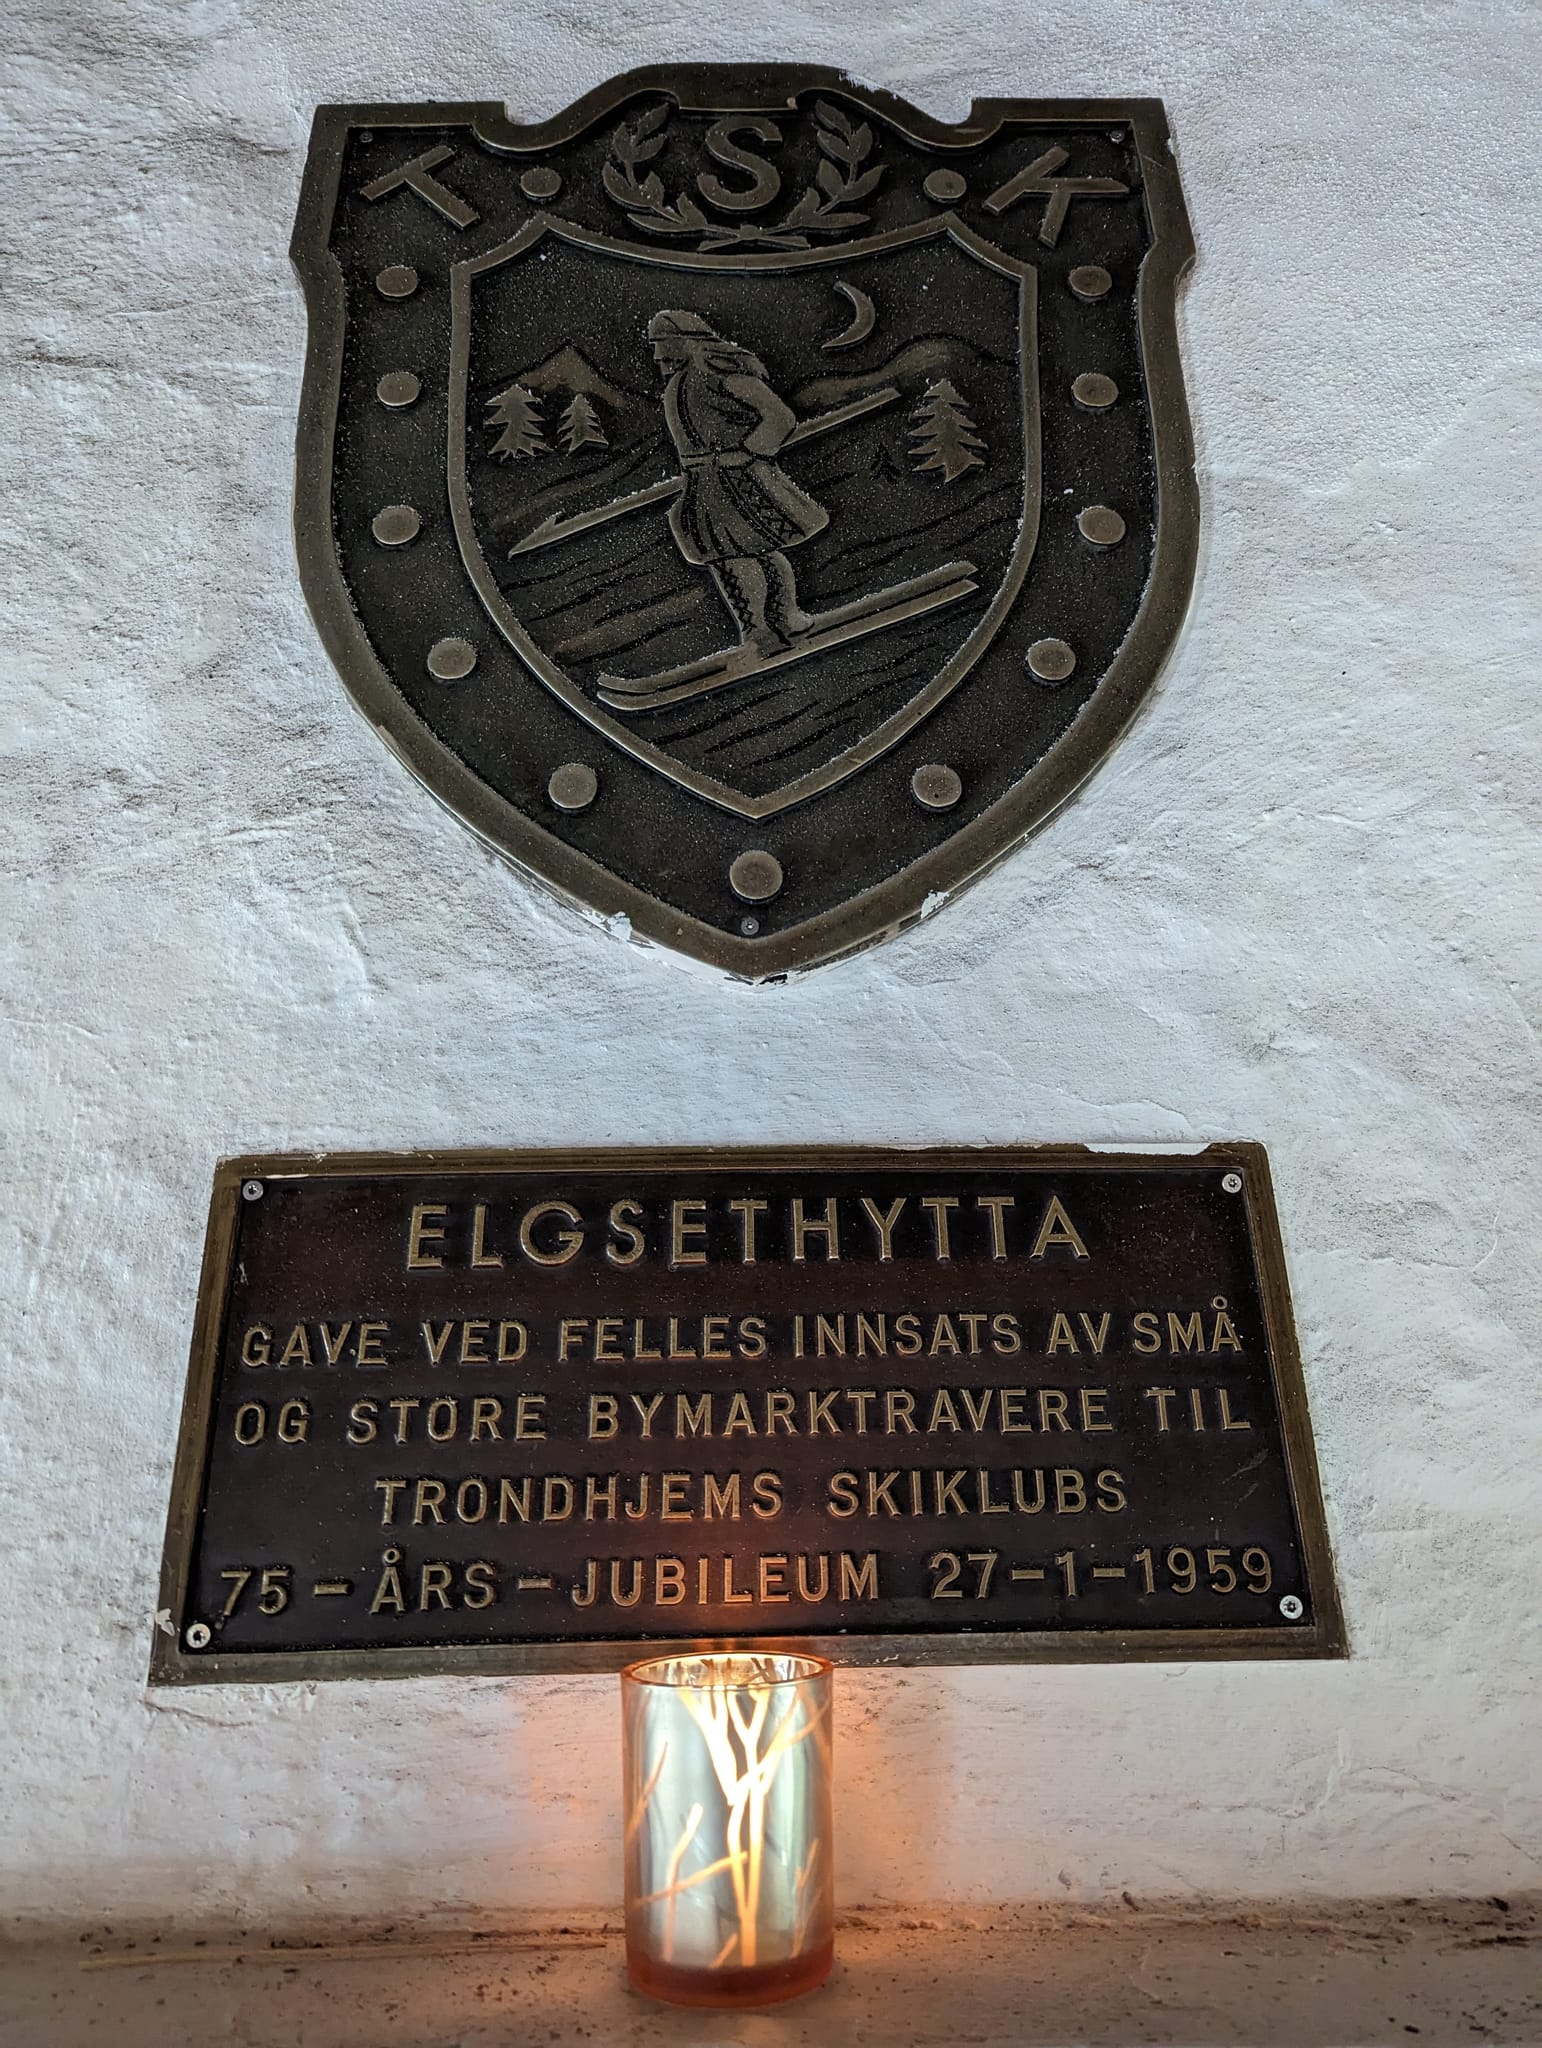 T S K
ELGSETHYTTA
GAVE VED FELLES INNSATS AV SMÅ
OG STORE BYMARKTRAVERE TIL
TRONDHJEMS SKIKLUBS
75-ÅRS-JUBILEUM 27-1-1959